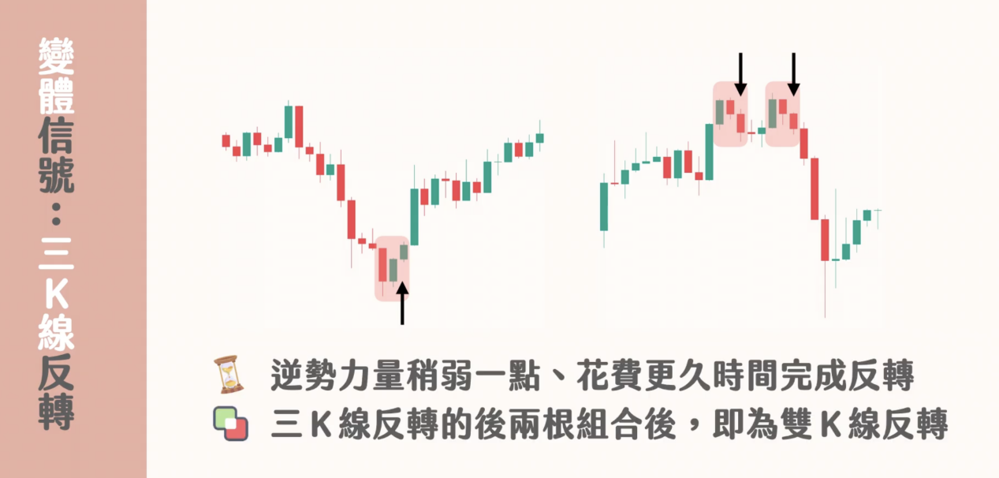 變體信號：三K線反轉
逆勢力量稍弱一點、花費更久時間完成反轉
三K線反轉的後兩根組合後，即為雙K線反轉